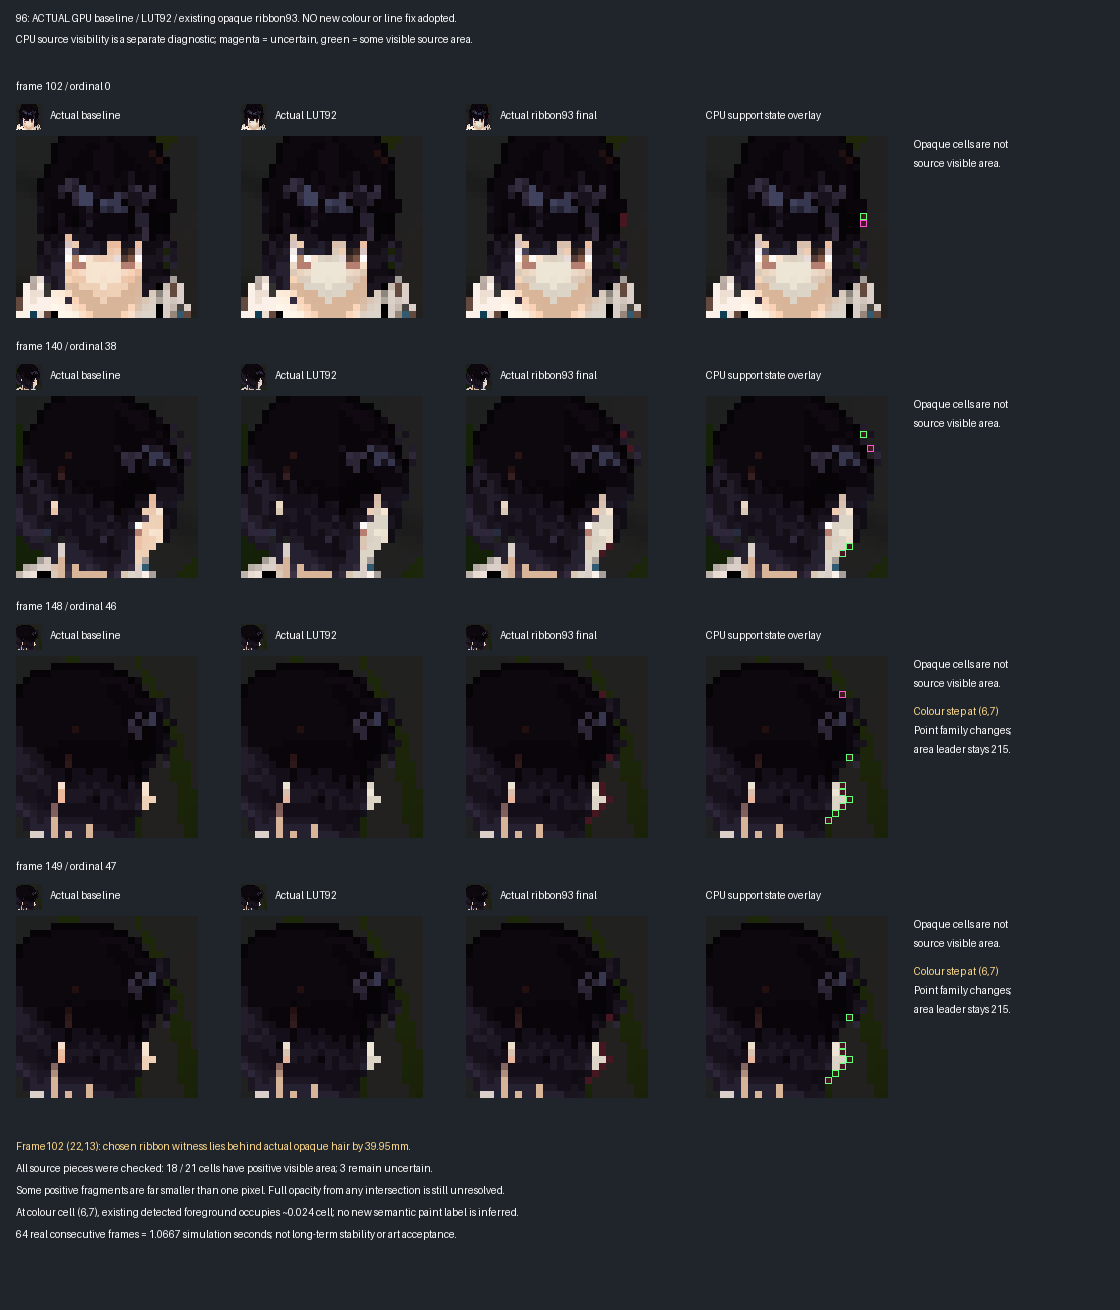 96: ACTUAL GPU baseline / LUT92 / existing opaque ribbon93. NO new colour or line fix adopted.
CPU source visibility is a separate diagnostic; magenta = uncertain, green = some visible source area.
frame 102 / ordinal 0
Actual baseline
Actual LUT92
Actual ribbon93 final
CPU support state overlay
Opaque cells are not
source visible area.
frame 140 / ordinal 38
Actual baseline
Actual LUT92
Actual ribbon93 final
CPU support state overlay
Opaque cells are not
source visible area.
frame 148 / ordinal 46
Actual baseline
Actual LUT92
Actual ribbon93 final
CPU support state overlay
Opaque cells are not
source visible area.
Colour step at (6,7)
Point family changes;
area leader stays 215.
frame 149 / ordinal 47
Actual baseline
Actual LUT92
Actual ribbon93 final
CPU support state overlay
Opaque cells are not
source visible area.
Colour step at (6,7)
Point family changes;
area leader stays 215.
Frame102 (22,13): chosen ribbon witness lies behind actual opaque hair by 39.95mm.
All source pieces were checked: 18 / 21 cells have positive visible area; 3 remain uncertain.
Some positive fragments are far smaller than one pixel. Full opacity from any intersection is still unresolved.
At colour cell (6,7), existing detected foreground occupies ~0.024 cell; no new semantic paint label is inferred.
64 real consecutive frames = 1.0667 simulation seconds; not long-term stability or art acceptance.